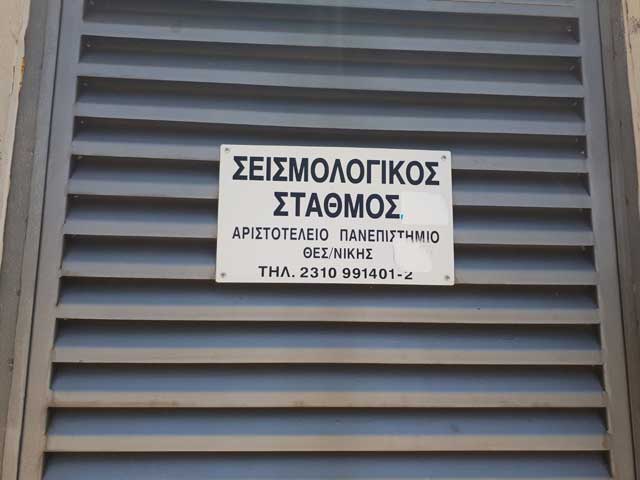 ΣΕΙΣΜΟΛΟΓΙΚΟΣ
ΣΤΑΘΜΟΣ
ΑΡΙΣΤΟΤΕΛΕΙΟ ΠΑΝΕΠΙΣΤΗΜΙΟ
ΘΕΣ/ΝΙΚΗΣ
ΤΗΛ. 2310 991401-2